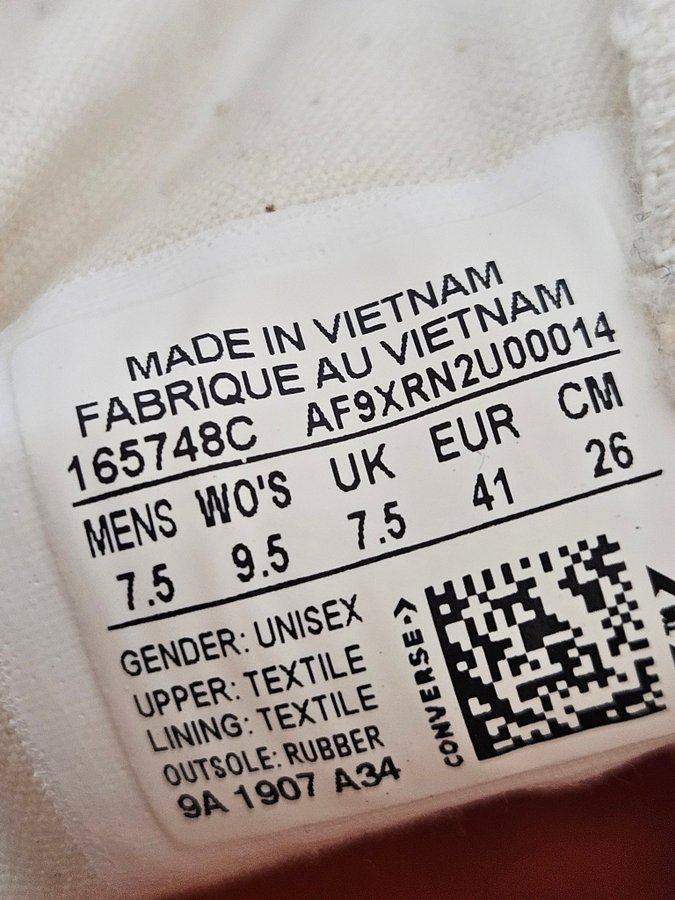 MADE IN VIETNAM
FABRIQUE AU VIETNAM
165748C AF9XRN2U00014
MENS WO'S UK EUR CM
7.5 9.5 7.5 41 26
GENDER: UNISEX
UPPER: TEXTILE
LINING: TEXTILE
OUTSOLE: RUBBER
9A 1907 A34
CONVERSE